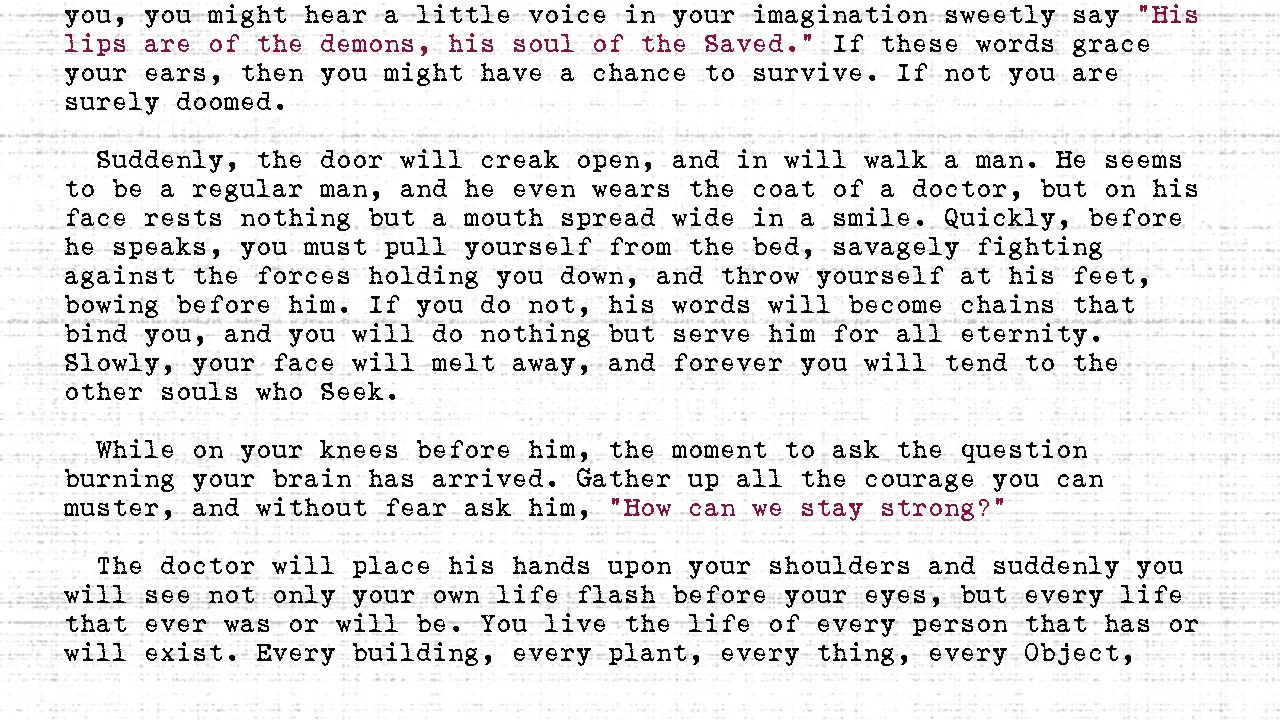 you, you might hear a little voice in your imagination sweetly say "His
lips are of the demons, his soul of the Saved." If these words grace
your ears, then you might have a chance to survive. If not you are
surely doomed.
Suddenly, the door will creak open, and in will walk a man. He seems
to be a regular man, and he even wears the coat of a doctor, but on his
face rests nothing but a mouth spread wide in a smile. Quickly, before
he speaks, you must pull yourself from the bed, savagely fighting
against the forces holding you down, and throw yourself at his feet,
bowing before him. If you do not, his words will become chains that
bind you, and you will do nothing but serve him for all eternity.
Slowly, your face will melt away, and forever you will tend to the
other souls who Seek.
While on your knees before him, the moment to ask the question
burning your brain has arrived. Gather up all the courage you can
muster, and without fear ask him, "How can we stay strong?"
The doctor will place his hands upon your shoulders and suddenly you
will see not only your own life flash before your eyes, but every life
that ever was or will be. You live the life of every person that has or
will exist. Every building, every plant, every thing, every Object,